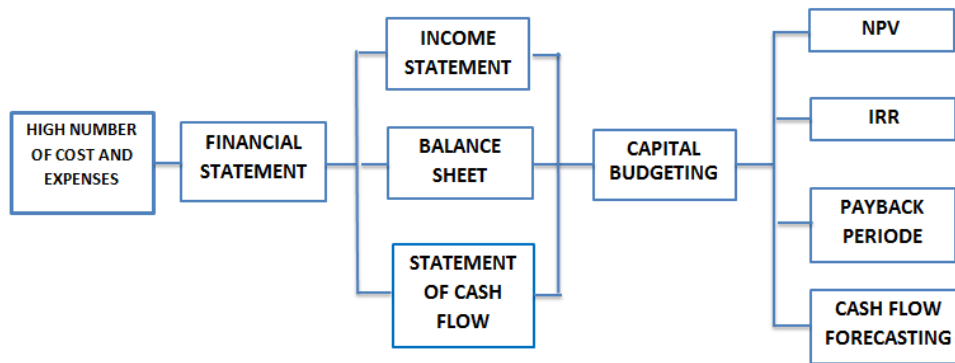 HIGH NUMBER
OF COST AND
EXPENSES
FINANCIAL
STATEMENT
INCOME
STATEMENT
BALANCE
SHEET
STATEMENT
OF CASH
FLOW
CAPITAL
BUDGETING
NPV
IRR
PAYBACK
PERIODE
CASH FLOW
FORECASTING